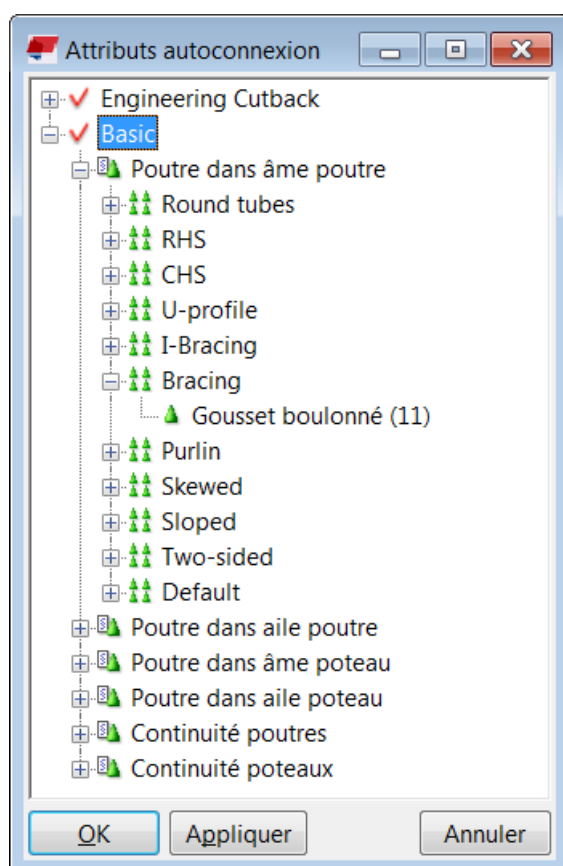 Attributs autoconnexion
Engineering Cutback
Basic
Poutre dans âme poutre
Round tubes
RHS
CHS
U-profile
I-Bracing
Bracing
Gousset boulonné (11)
Purlin
Skewed
Sloped
Two-sided
Default
Poutre dans aile poutre
Poutre dans âme poteau
Poutre dans aile poteau
Continuité poutres
Continuité poteaux
OK Appliquer Annuler